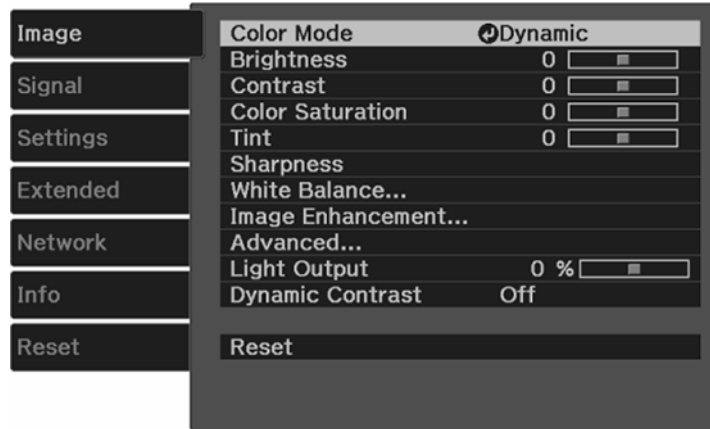 Image
Signal
Settings
Extended
Network
Info
Reset
Color Mode Dynamic
Brightness 0
Contrast 0
Color Saturation 0
Tint 0
Sharpness
White Balance...
Image Enhancement...
Advanced...
Light Output 0 %
Dynamic Contrast Off
Reset